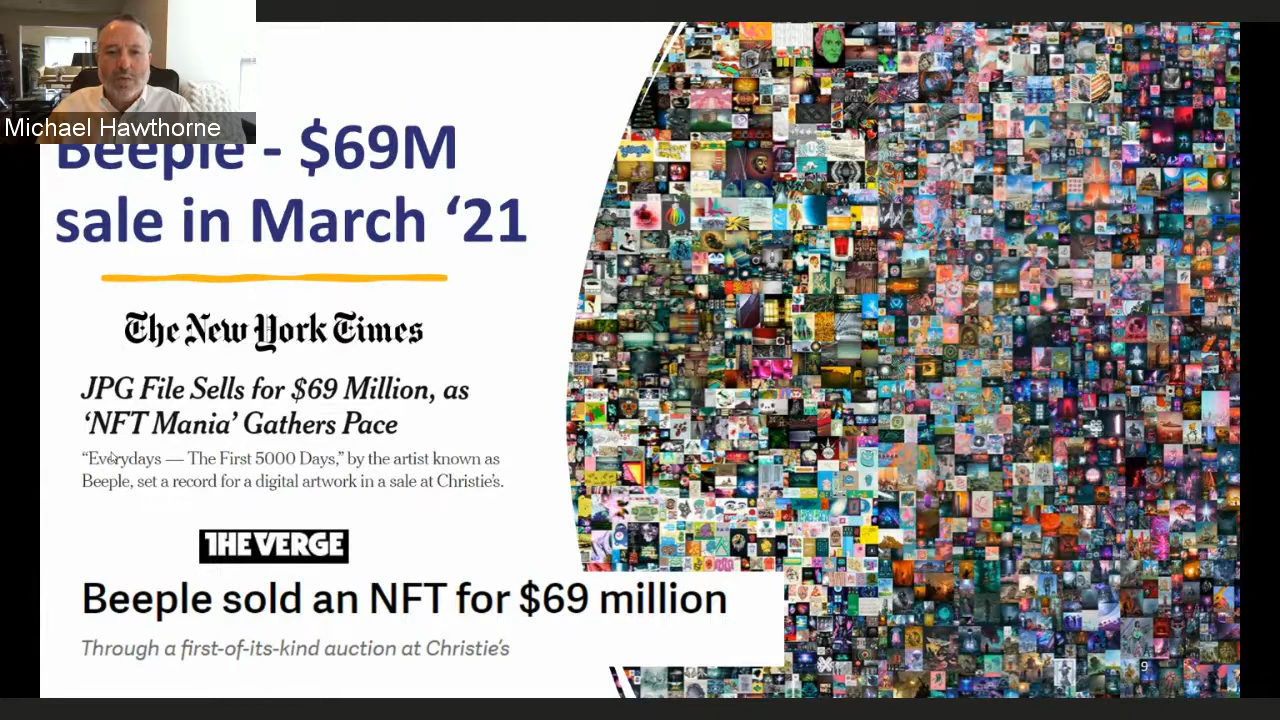 Michael Hawthorne
Beeple - $69M
sale in March ‘21
The New York Times
JPG File Sells for $69 Million, as
‘NFT Mania’ Gathers Pace
“Everydays — The First 5000 Days,” by the artist known as
Beeple, set a record for a digital artwork in a sale at Christie’s.
THE VERGE
Beeple sold an NFT for $69 million
Through a first-of-its-kind auction at Christie’s
9